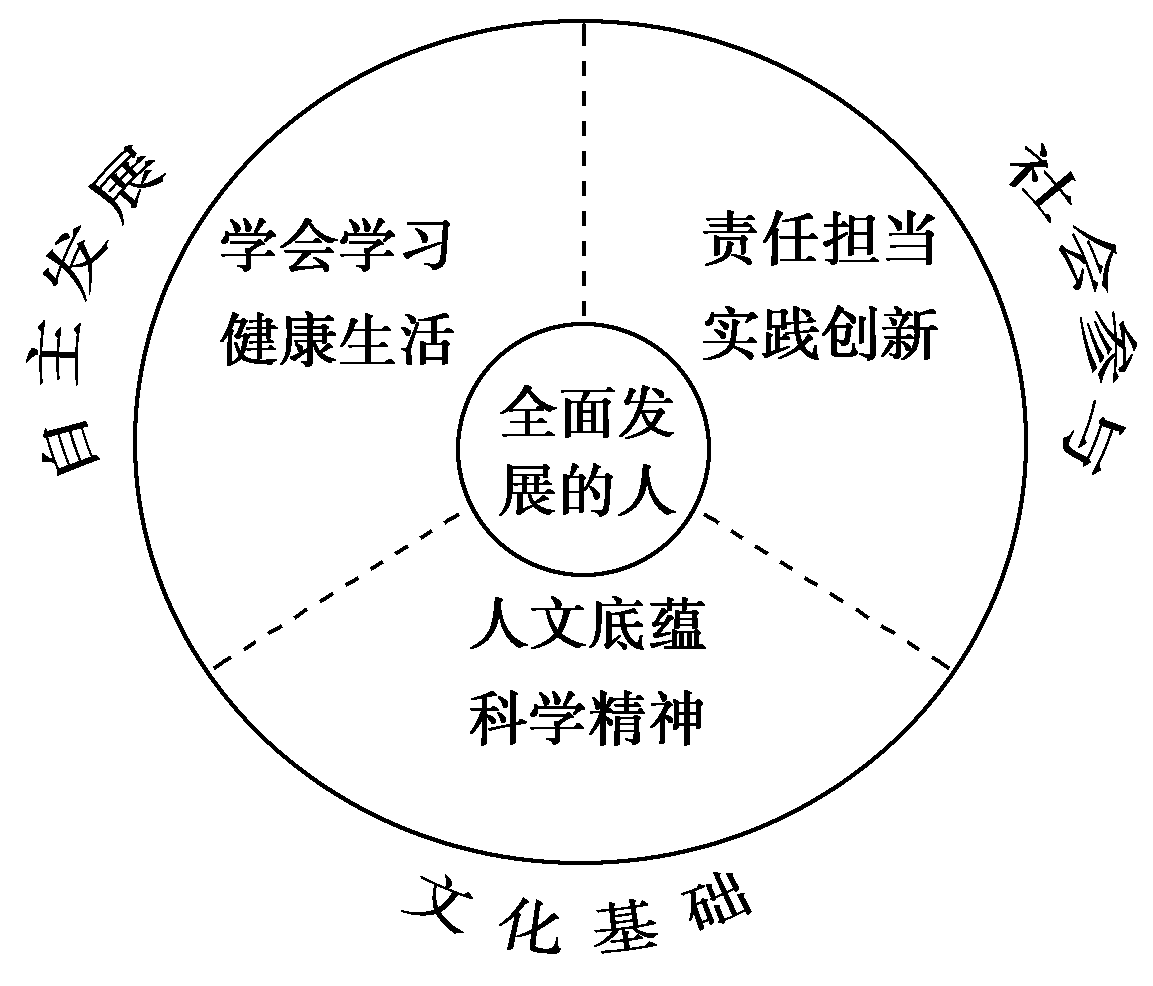 自主发展
学会学习
健康生活
社会参与
责任担当
实践创新
全面发
展的人
人文底蕴
科学精神
文化基础